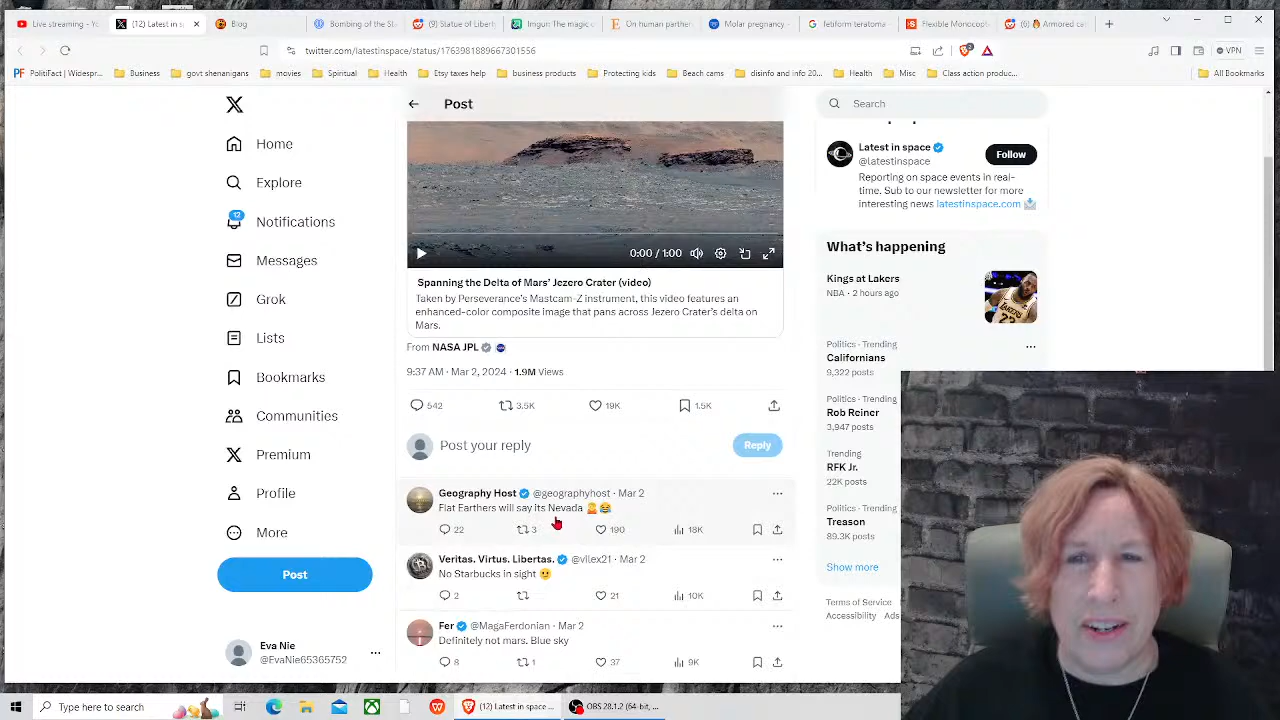 Live streaming -
(12) Latest in s
Blog
Bombing of the St
(9) Statue of Libert
Imgur: The magic
On human parther
Molar pregnancy
fetiform teratoma
Flexible Monocopt
(6) 🔥 Armored ca
twitter.com/latestinspace/status/1763981889667301556
2
VPN
PolitiFact | Widespr...
Business
govt shenanigans
movies
Spiritual
Health
Etsy taxes help
business products
Protecting kids
Beach cams
disinfo and info 20...
Health
Misc
Class action produc...
All Bookmarks
Home
Explore
12
Notifications
Messages
Grok
Lists
Bookmarks
Communities
Premium
Profile
More
Post
Eva Nie
@EvaNie65365752
Post
0:00 / 1:00
Spanning the Delta of Mars' Jezero Crater (video)
Taken by Perseverance's Mastcam-Z instrument, this video features an
enhanced-color composite image that pans across Jezero Crater's delta on
Mars.
From NASA JPL
9:37 AM · Mar 2, 2024 · 1.9M Views
542 3.5K 19K 1.5K
Post your reply
Reply
Geography Host @geographyhost · Mar 2
Flat Earthers will say its Nevada 🤦😂
22 3 190 18K
Veritas. Virtus. Libertas. @vilex21 · Mar 2
No Starbucks in sight
2 21 10K
Fer @MagaFerdonian · Mar 2
Definitely not mars. Blue sky
8 1 37 9K
Search
Latest in space
@latestinspace
Follow
Reporting on space events in real-
time. Sub to our newsletter for more
interesting news latestinspace.com 📩
What's happening
Kings at Lakers
NBA · 2 hours ago
Politics · Trending
Californians
9,322 posts
Politics · Trending
Rob Reiner
3,947 posts
Trending
RFK Jr.
22K posts
Politics · Trending
Treason
89.3K posts
Show more
Terms of Service
Accessibility Ads
Type here to search
(12) Latest in space ...
OBS 28.1.2 (64-bit, ...